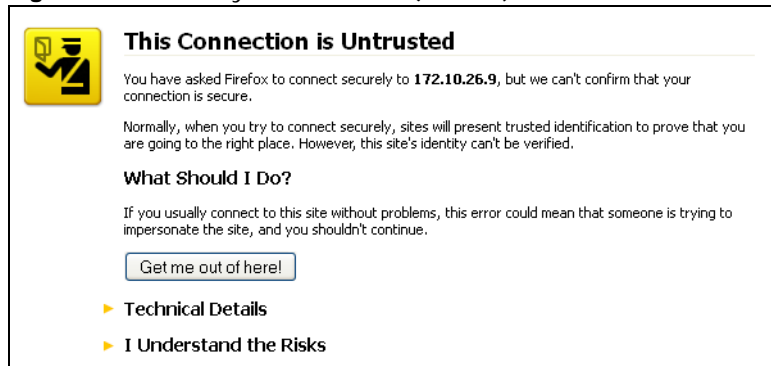 This Connection is Untrusted
You have asked Firefox to connect securely to 172.10.26.9, but we can't confirm that your
connection is secure.
Normally, when you try to connect securely, sites will present trusted identification to prove that you
are going to the right place. However, this site's identity can't be verified.
What Should I Do?
If you usually connect to this site without problems, this error could mean that someone is trying to
impersonate the site, and you shouldn't continue.
Get me out of here!
Technical Details
I Understand the Risks